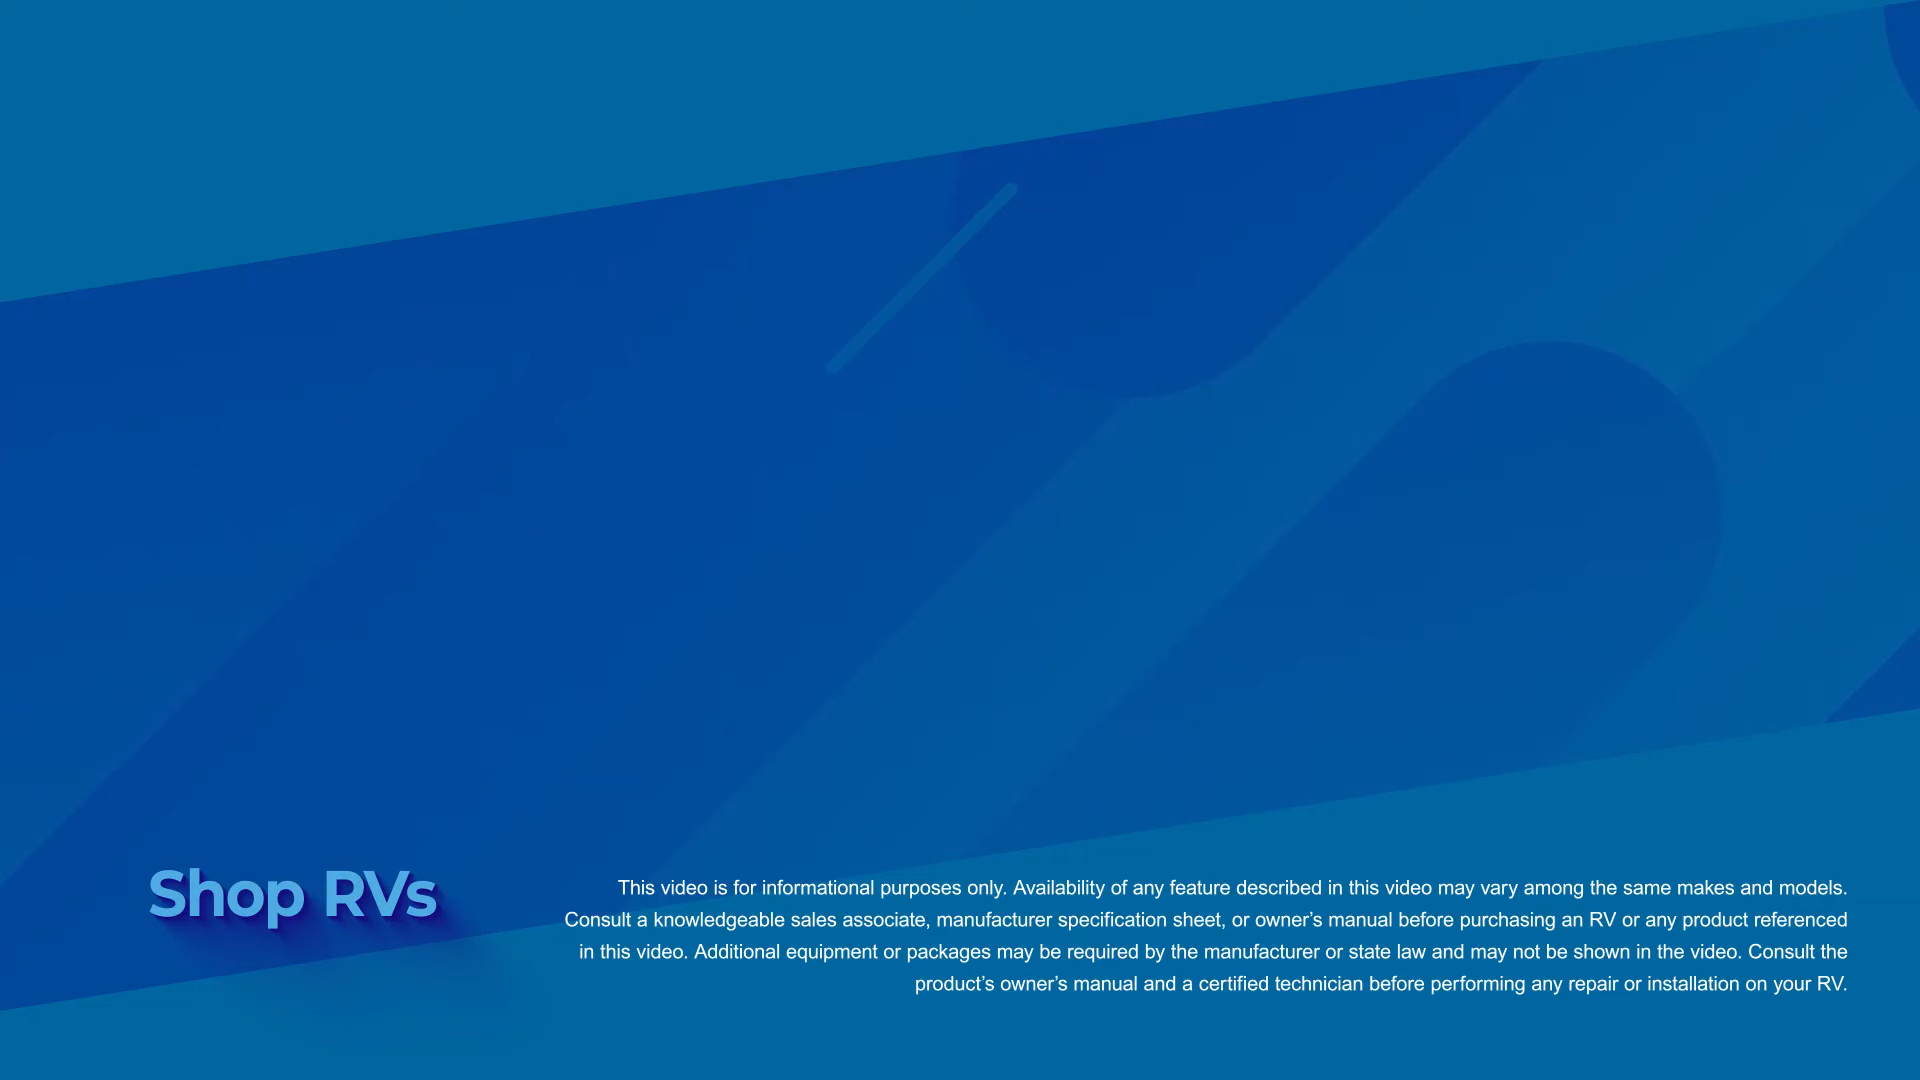 Shop RVs
This video is for informational purposes only. Availability of any feature described in this video may vary among the same makes and models.
Consult a knowledgeable sales associate, manufacturer specification sheet, or owner’s manual before purchasing an RV or any product referenced
in this video. Additional equipment or packages may be required by the manufacturer or state law and may not be shown in the video. Consult the
product’s owner’s manual and a certified technician before performing any repair or installation on your RV.